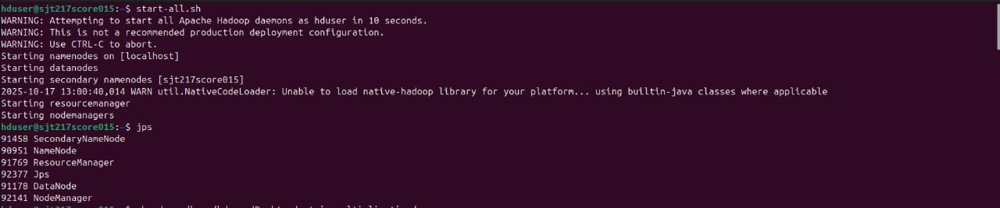 hduser@sjt217score015:~$ start-all.sh
WARNING: Attempting to start all Apache Hadoop daemons as hduser in 10 seconds.
WARNING: This is not a recommended production deployment configuration.
WARNING: Use CTRL-C to abort.
Starting namenodes on [localhost]
Starting datanodes
Starting secondary namenodes [sjt217score015]
2025-10-17 13:00:40,014 WARN util.NativeCodeLoader: Unable to load native-hadoop library for your platform... using builtin-java classes where applicable
Starting resourcemanager
Starting nodemanagers
hduser@sjt217score015:~$ jps
91458 SecondaryNameNode
90951 NameNode
91769 ResourceManager
92377 Jps
91178 DataNode
92141 NodeManager